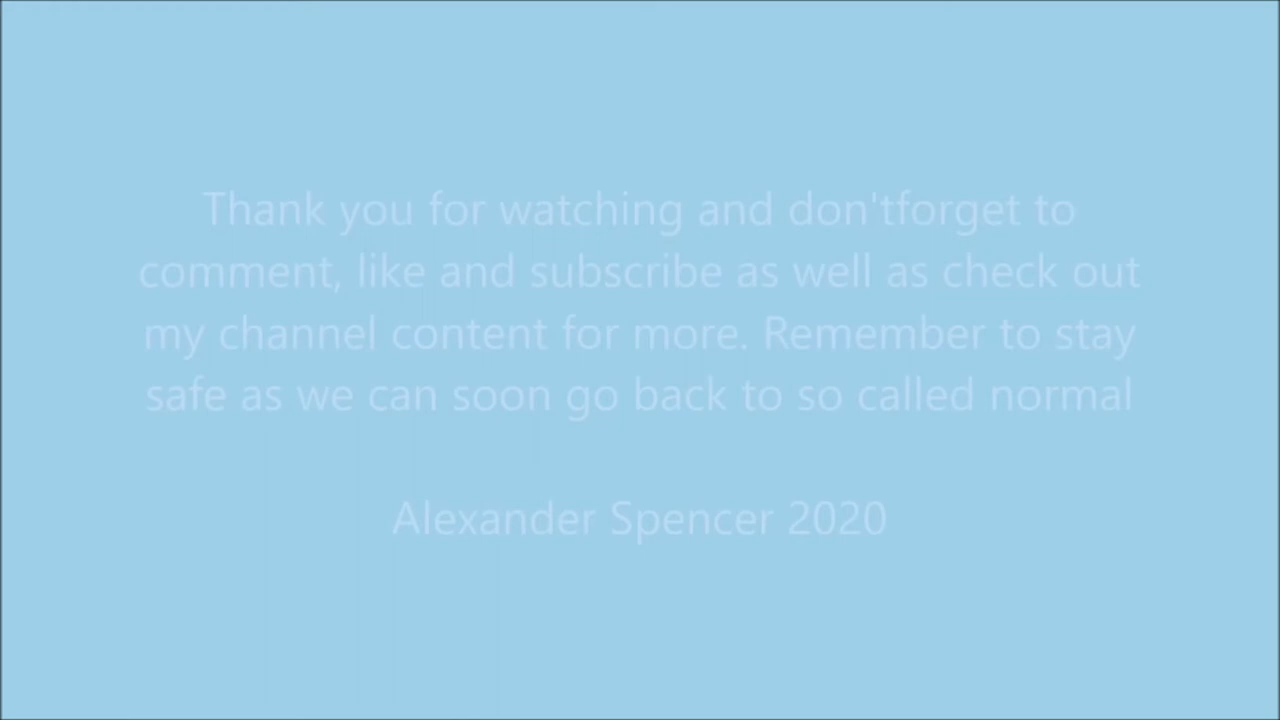 Thank you for watching and don'tforget to
comment, like and subscribe as well as check out
my channel content for more. Remember to stay
safe as we can soon go back to so called normal
Alexander Spencer 2020